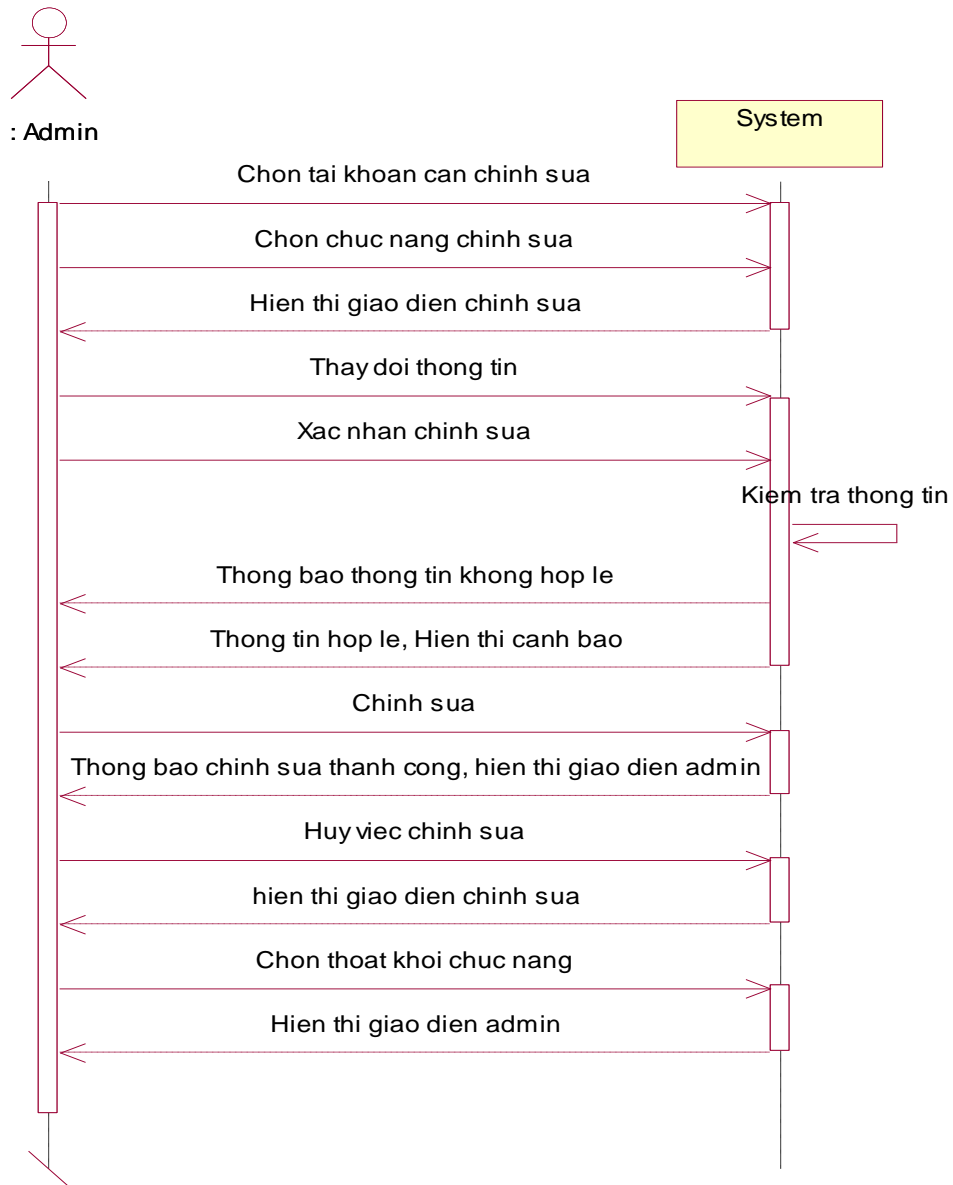 : Admin
System
Chon tai khoan can chinh sua
Chon chuc nang chinh sua
Hien thi giao dien chinh sua
Thay doi thong tin
Xac nhan chinh sua
Kiem tra thong tin
Thong bao thong tin khong hop le
Thong tin hop le, Hien thi canh bao
Chinh sua
Thong bao chinh sua thanh cong, hien thi giao dien admin
Huy viec chinh sua
hien thi giao dien chinh sua
Chon thoat khoi chuc nang
Hien thi giao dien admin